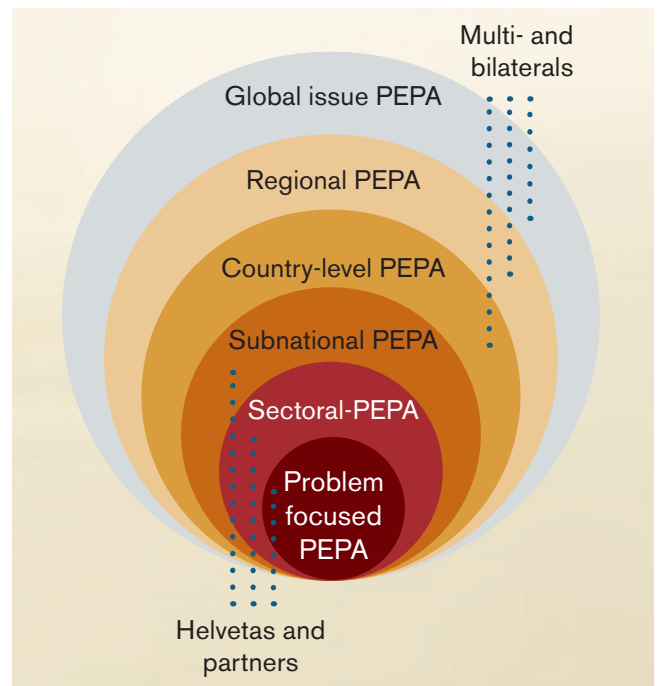 Multi- and
bilaterals
Global issue PEPA
Regional PEPA
Country-level PEPA
Subnational PEPA
Sectoral-PEPA
Problem
focused
PEPA
Helvetas and
partners